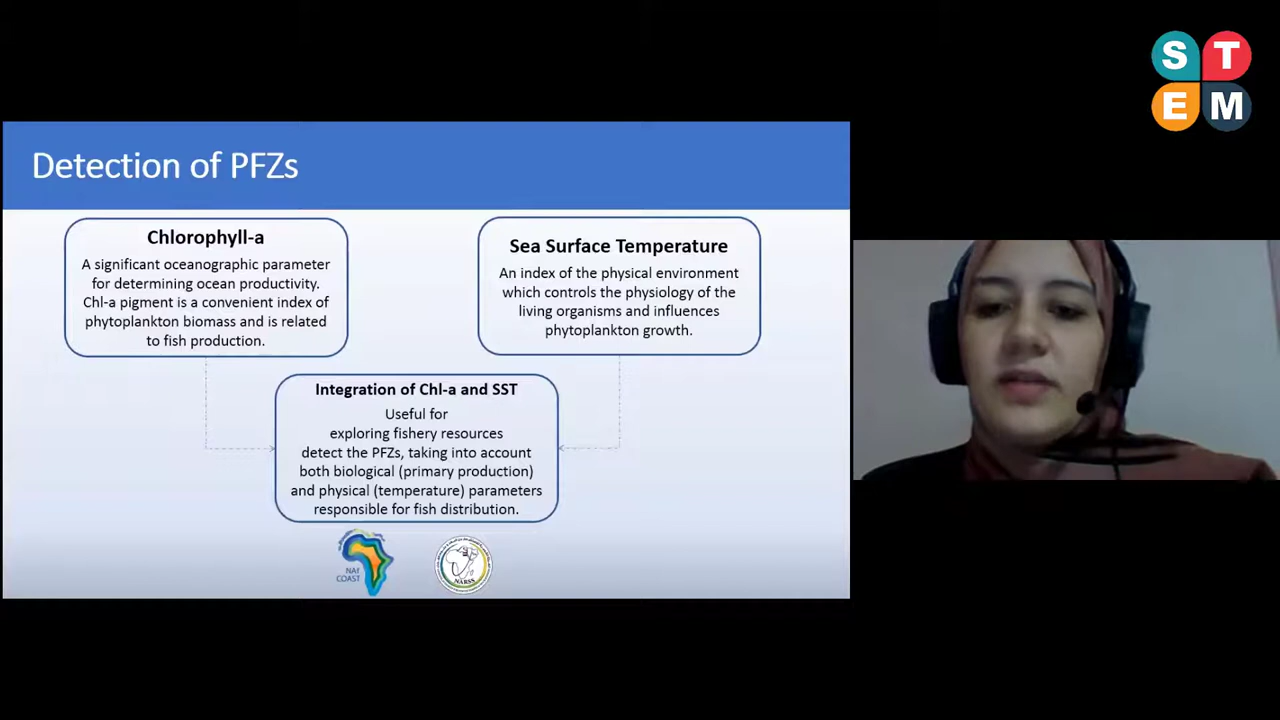 S T
E M
Detection of PFZs
Chlorophyll-a
A significant oceanographic parameter
for determining ocean productivity.
Chl-a pigment is a convenient index of
phytoplankton biomass and is related
to fish production.
Sea Surface Temperature
An index of the physical environment
which controls the physiology of the
living organisms and influences
phytoplankton growth.
Integration of Chl-a and SST
Useful for
exploring fishery resources
detect the PFZs, taking into account
both biological (primary production)
and physical (temperature) parameters
responsible for fish distribution.
NAf
COAST
NARSS